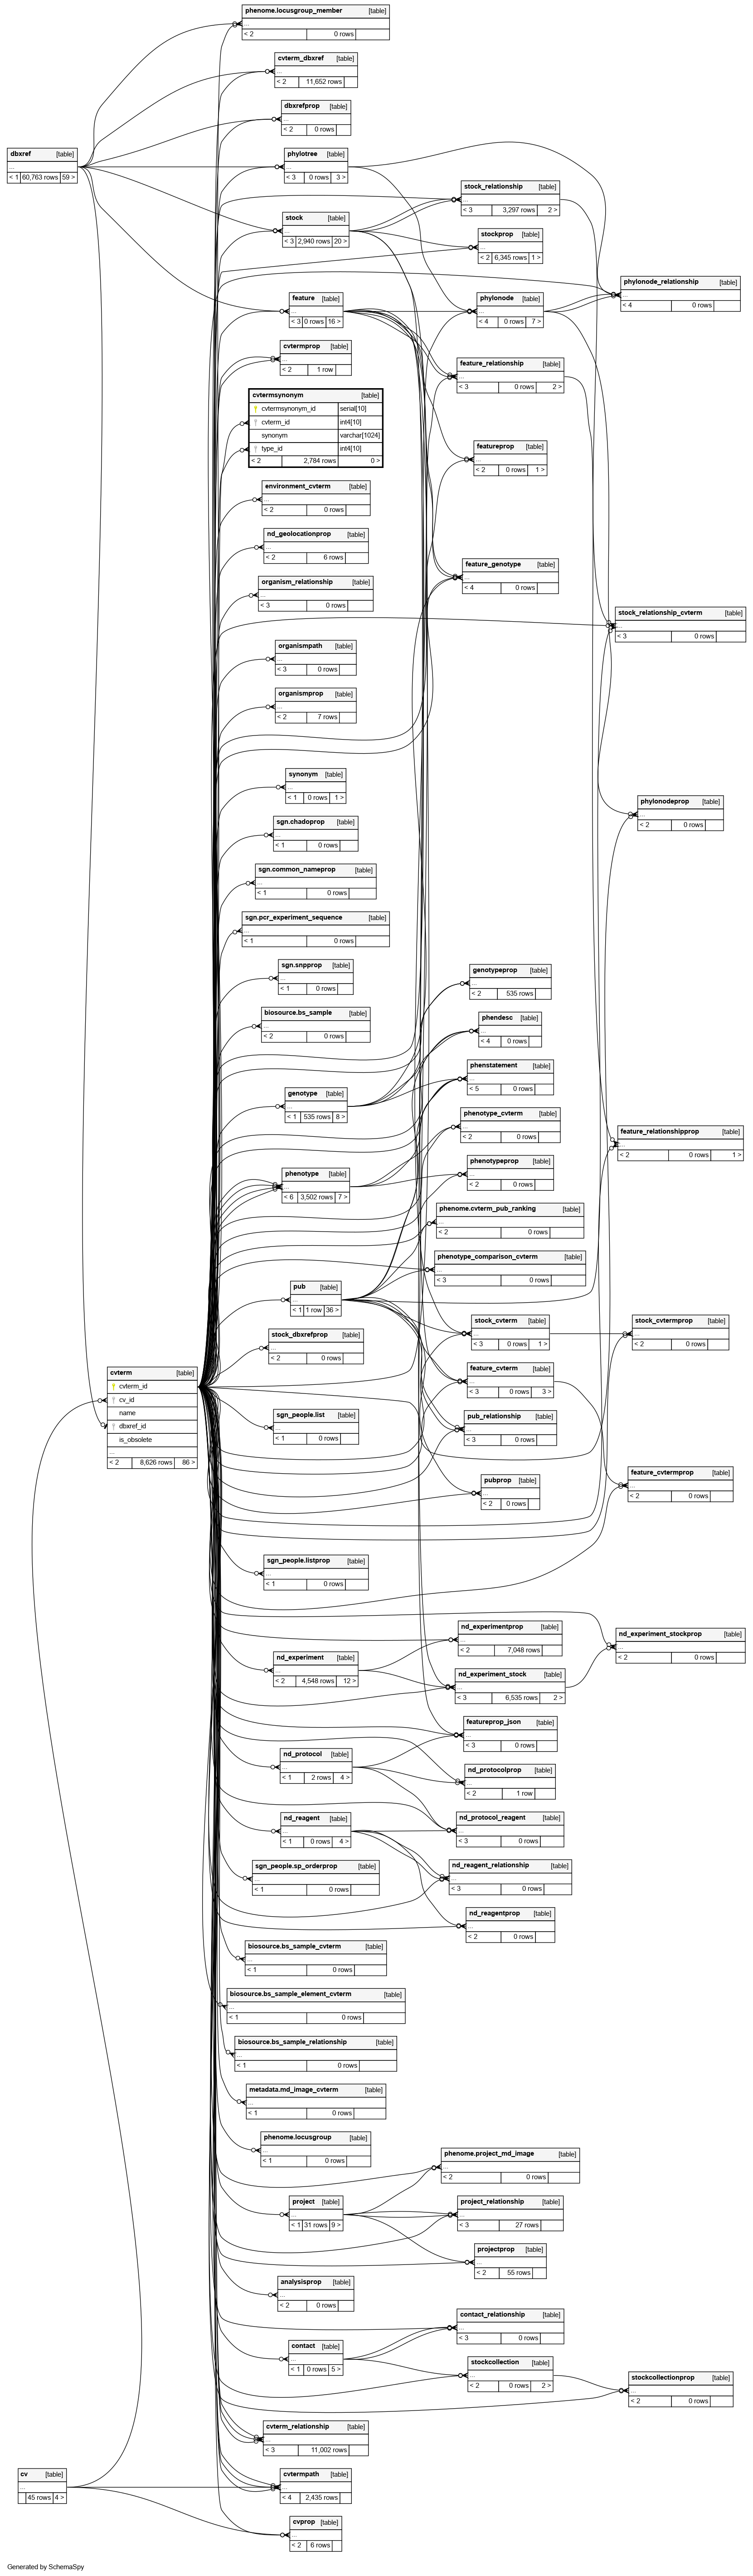 phenome.locusgroup_member [table]
...
< 2 0 rows
cvterm_dbxref [table]
...
< 2 11,652 rows
dbxrefprop [table]
...
< 2 0 rows
dbxref [table]
...
< 1 60,763 rows 59 >
phylotree [table]
...
< 3 0 rows 3 >
stock_relationship [table]
...
< 3 3,297 rows 2 >
stock [table]
...
< 3 2,940 rows 20 >
stockprop [table]
...
< 2 6,345 rows 1 >
phylonode_relationship [table]
...
< 4 0 rows
feature [table]
...
< 3 0 rows 16 >
phylonode [table]
...
< 4 0 rows 7 >
cvtermprop [table]
...
< 2 1 row
feature_relationship [table]
...
< 3 0 rows 2 >
cvtermsynonym [table]
cvtermsynonym_id serial[10]
cvterm_id int4[10]
synonym varchar[1024]
type_id int4[10]
< 2 2,784 rows 0 >
featureprop [table]
...
< 2 0 rows 1 >
environment_cvterm [table]
...
< 2 0 rows
nd_geolocationprop [table]
...
< 2 6 rows
feature_genotype [table]
...
< 4 0 rows
organism_relationship [table]
...
< 3 0 rows
stock_relationship_cvterm [table]
...
< 3 0 rows
organismpath [table]
...
< 3 0 rows
organismprop [table]
...
< 2 7 rows
synonym [table]
...
< 1 0 rows 1 >
phylonodeprop [table]
...
< 2 0 rows
sgn.chadoprop [table]
...
< 1 0 rows
sgn.common_nameprop [table]
...
< 1 0 rows
sgn.pcr_experiment_sequence [table]
...
< 1 0 rows
sgn.snpprop [table]
...
< 1 0 rows
genotypeprop [table]
...
< 2 535 rows
biosource.bs_sample [table]
...
< 2 0 rows
phendesc [table]
...
< 4 0 rows
phenstatement [table]
...
< 5 0 rows
genotype [table]
...
< 1 535 rows 8 >
phenotype_cvterm [table]
...
< 2 0 rows
feature_relationshipprop [table]
...
< 2 0 rows 1 >
phenotypeprop [table]
...
< 2 0 rows
phenotype [table]
...
< 6 3,502 rows 7 >
phenome.cvterm_pub_ranking [table]
...
< 2 0 rows
phenotype_comparison_cvterm [table]
...
< 3 0 rows
pub [table]
...
< 1 1 row 36 >
stock_cvterm [table]
...
< 3 0 rows 1 >
stock_cvtermprop [table]
...
< 2 0 rows
stock_dbxrefprop [table]
...
< 2 0 rows
feature_cvterm [table]
...
< 3 0 rows 3 >
cvterm [table]
cvterm_id
cv_id
name
dbxref_id
is_obsolete
...
< 2 8,626 rows 86 >
sgn_people.list [table]
...
< 1 0 rows
pub_relationship [table]
...
< 3 0 rows
feature_cvtermprop [table]
...
< 2 0 rows
pubprop [table]
...
< 2 0 rows
sgn_people.listprop [table]
...
< 1 0 rows
nd_experimentprop [table]
...
< 2 7,048 rows
nd_experiment_stockprop [table]
...
< 2 0 rows
nd_experiment [table]
...
< 2 4,548 rows 12 >
nd_experiment_stock [table]
...
< 3 6,535 rows 2 >
featureprop_json [table]
...
< 3 0 rows
nd_protocol [table]
...
< 1 2 rows 4 >
nd_protocolprop [table]
...
< 2 1 row
nd_reagent [table]
...
< 1 0 rows 4 >
nd_protocol_reagent [table]
...
< 3 0 rows
sgn_people.sp_orderprop [table]
...
< 1 0 rows
nd_reagent_relationship [table]
...
< 3 0 rows
nd_reagentprop [table]
...
< 2 0 rows
biosource.bs_sample_cvterm [table]
...
< 1 0 rows
biosource.bs_sample_element_cvterm [table]
...
< 1 0 rows
biosource.bs_sample_relationship [table]
...
< 1 0 rows
metadata.md_image_cvterm [table]
...
< 1 0 rows
phenome.locusgroup [table]
...
< 1 0 rows
phenome.project_md_image [table]
...
< 2 0 rows
project [table]
...
< 1 31 rows 9 >
project_relationship [table]
...
< 3 27 rows
projectprop [table]
...
< 2 55 rows
analysisprop [table]
...
< 2 0 rows
contact_relationship [table]
...
< 3 0 rows
contact [table]
...
< 1 0 rows 5 >
stockcollection [table]
...
< 2 0 rows 2 >
stockcollectionprop [table]
...
< 2 0 rows
cvterm_relationship [table]
...
< 3 11,002 rows
cv [table]
...
45 rows 4 >
cvtermpath [table]
...
< 4 2,435 rows
cvprop [table]
...
< 2 6 rows
Generated by SchemaSpy